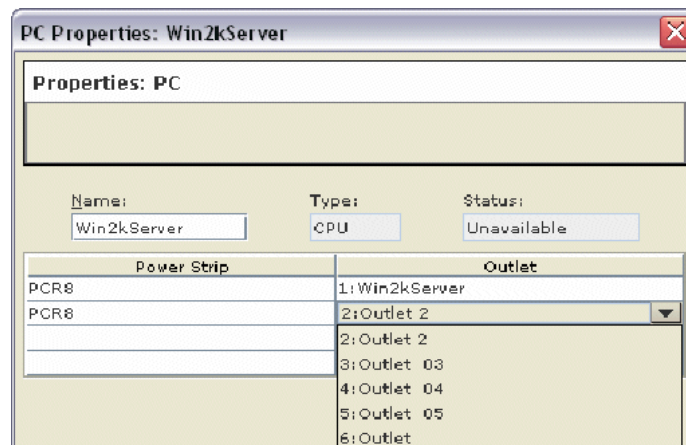 PC Properties: Win2kServer
Properties: PC
Name: Type: Status:
Win2kServer CPU Unavailable
Power Strip Outlet
PCR8 1:Win2kServer
PCR8 2:Outlet 2
2:Outlet 2
3:Outlet 03
4:Outlet 04
5:Outlet 05
6:Outlet